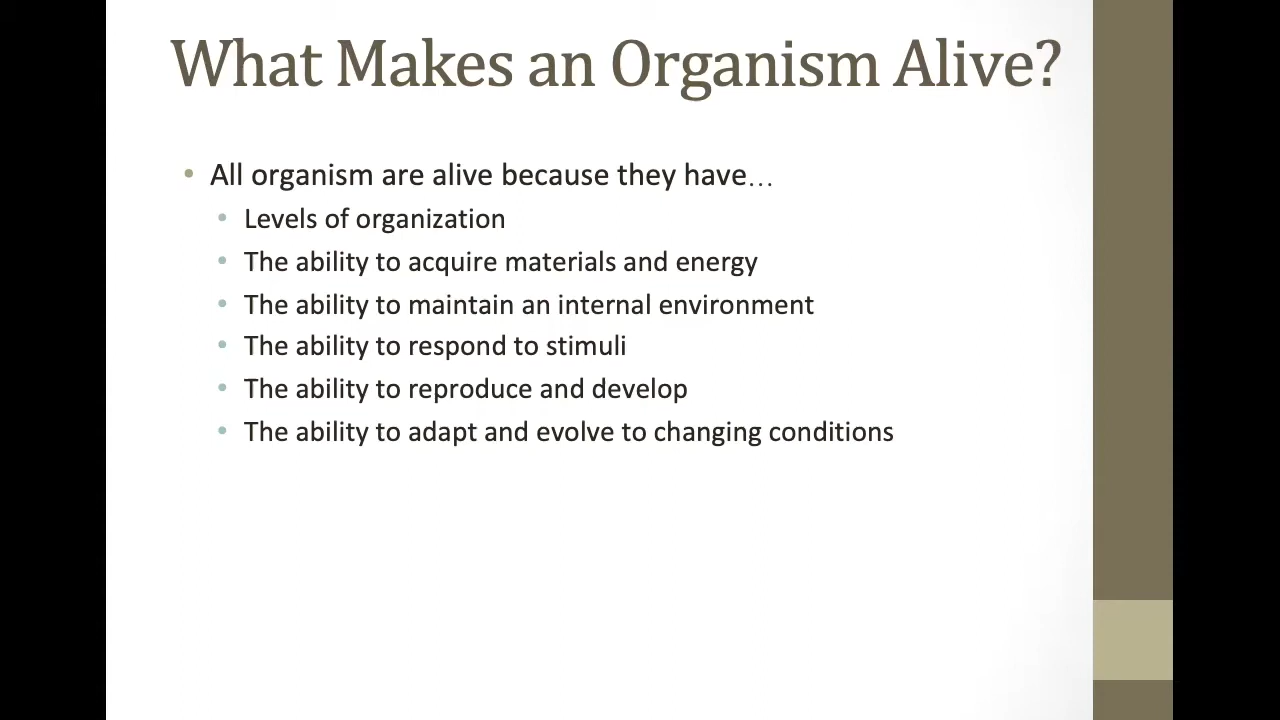 What Makes an Organism Alive?
• All organism are alive because they have...
• Levels of organization
• The ability to acquire materials and energy
• The ability to maintain an internal environment
• The ability to respond to stimuli
• The ability to reproduce and develop
• The ability to adapt and evolve to changing conditions